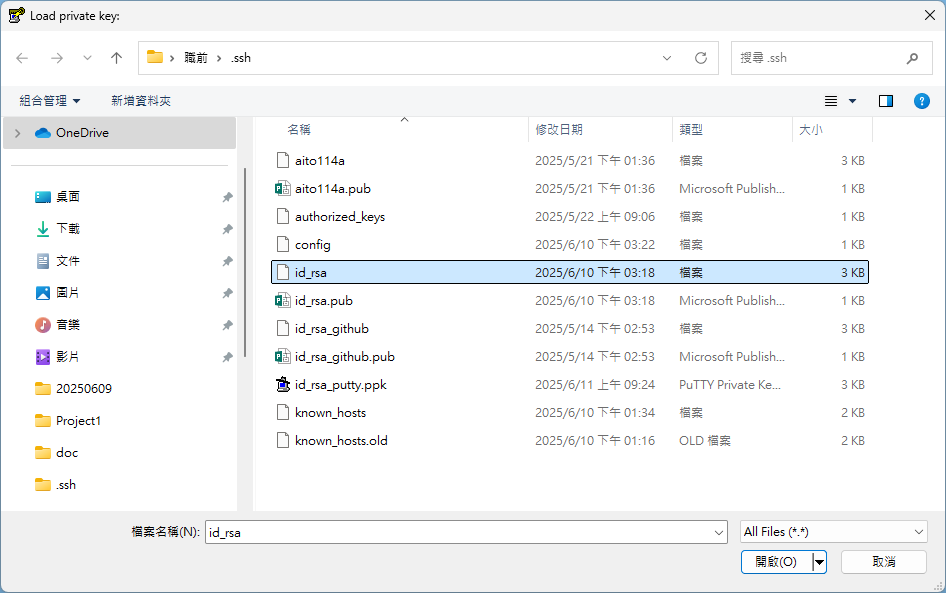 Load private key:
職前 > .ssh
搜尋 .ssh
組合管理 新增資料夾
OneDrive
桌面
下載
文件
圖片
音樂
影片
20250609
Project1
doc
.ssh
名稱 修改日期 類型 大小
aito114a 2025/5/21 下午 01:36 檔案 3 KB
aito114a.pub 2025/5/21 下午 01:36 Microsoft Publish... 1 KB
authorized_keys 2025/5/22 上午 09:06 檔案 1 KB
config 2025/6/10 下午 03:22 檔案 1 KB
id_rsa 2025/6/10 下午 03:18 檔案 3 KB
id_rsa.pub 2025/6/10 下午 03:18 Microsoft Publish... 1 KB
id_rsa_github 2025/5/14 下午 02:53 檔案 3 KB
id_rsa_github.pub 2025/5/14 下午 02:53 Microsoft Publish... 1 KB
id_rsa_putty.ppk 2025/6/11 上午 09:24 PuTTY Private Ke... 3 KB
known_hosts 2025/6/10 下午 01:34 檔案 2 KB
known_hosts.old 2025/6/10 下午 01:16 OLD 檔案 2 KB
檔案名稱(N): id_rsa All Files (*.*)
開啟(O) 取消